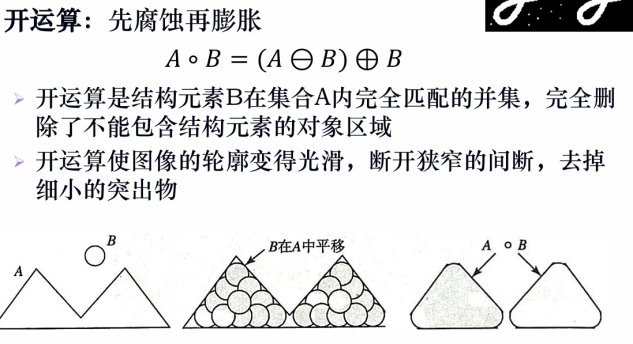 开运算：先腐蚀再膨胀
A ∘ B = (A ⊖ B) ⊕ B
➢ 开运算是结构元素B在集合A内完全匹配的并集，完全删
除了不能包含结构元素的对象区域
➢ 开运算使图像的轮廓变得光滑，断开狭窄的间断，去掉
细小的突出物
A
B
B在A中平移
A ∘ B